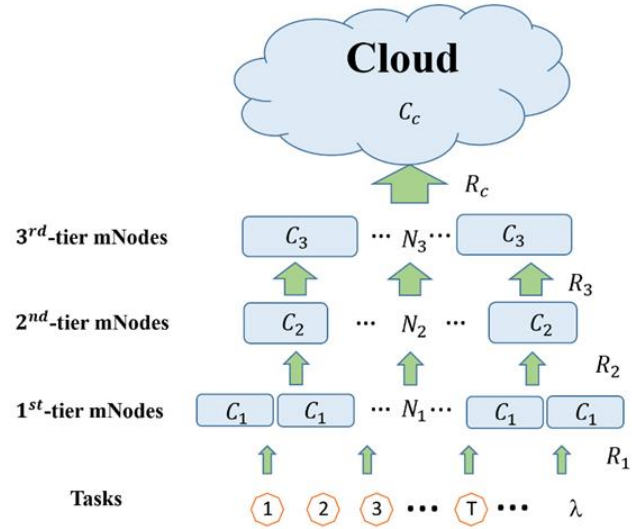 Cloud
C_c
R_c
3^rd-tier mNodes C_3 ··· N_3 ··· C_3
R_3
2^nd-tier mNodes C_2 ··· N_2 ··· C_2
R_2
1^st-tier mNodes C_1 C_1 ··· N_1 ··· C_1 C_1
R_1
Tasks 1 2 3 ··· T ··· λ